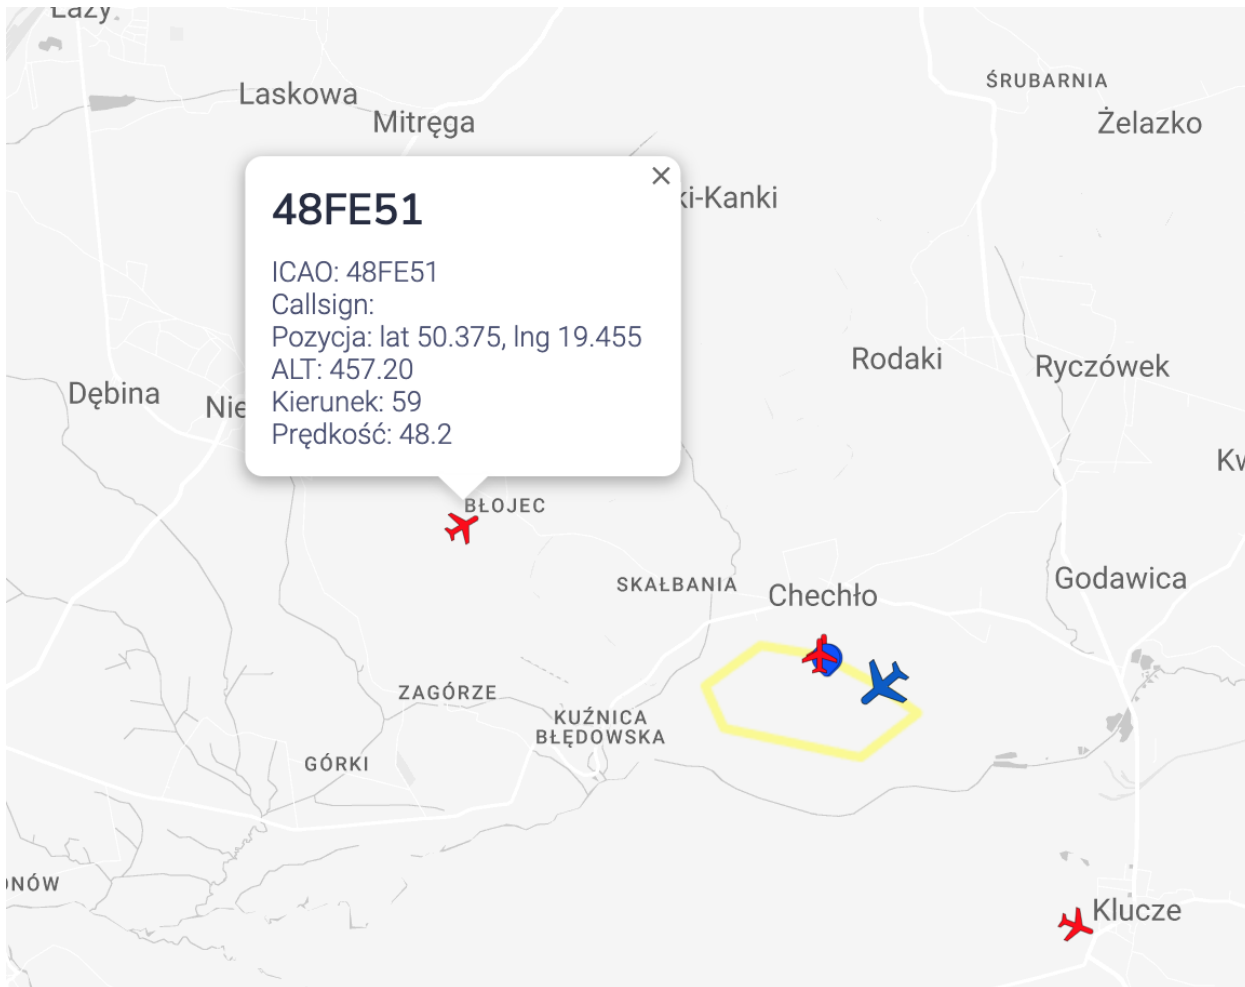 Łazy
Laskowa
Mitręga
ŚRUBARNIA
Żelazko
ki-Kanki
48FE51
ICAO: 48FE51
Callsign:
Pozycja: lat 50.375, lng 19.455
ALT: 457.20
Kierunek: 59
Prędkość: 48.2
Rodaki
Ryczówek
Dębina
Nie
Kw
BŁOJEC
SKAŁBANIA
Chechło
Godawica
ZAGÓRZE
KUŹNICA
BŁĘDOWSKA
GÓRKI
ONÓW
Klucze